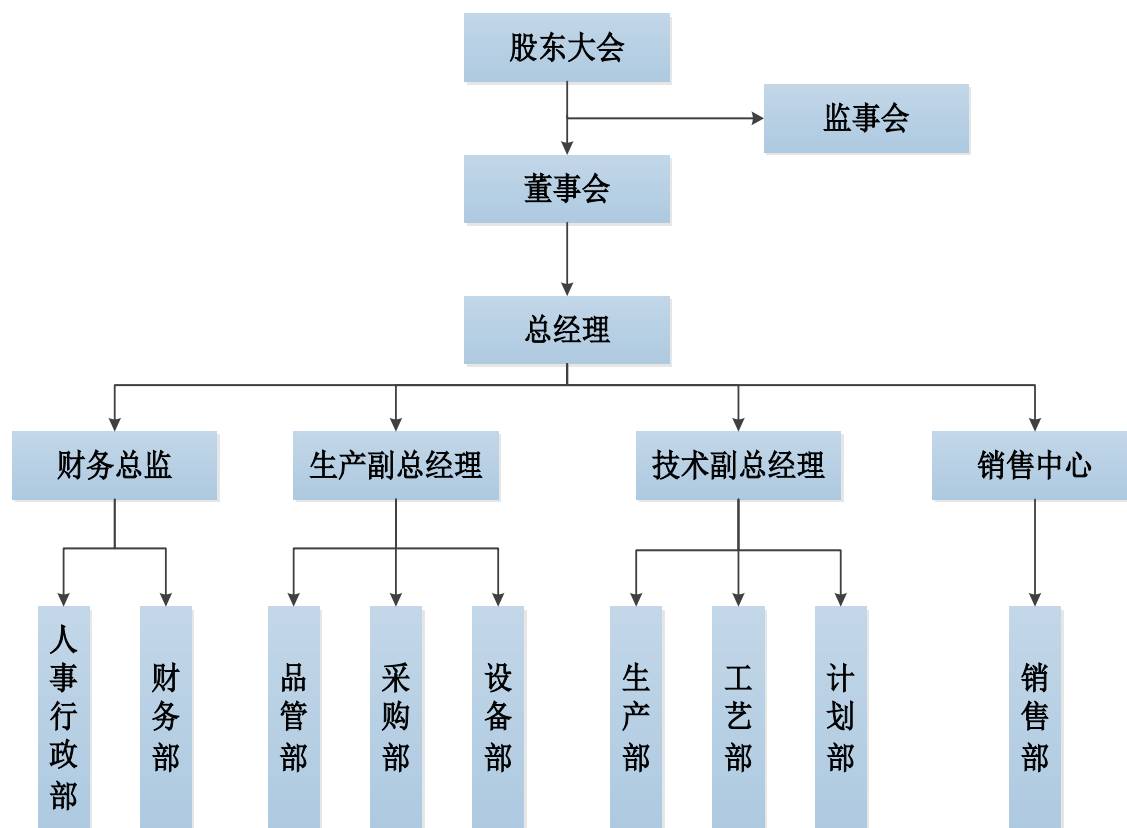 股东大会
监事会
董事会
总经理
财务总监
生产副总经理
技术副总经理
销售中心
人事行政部
财务部
品管部
采购部
设备部
生产部
工艺部
计划部
销售部